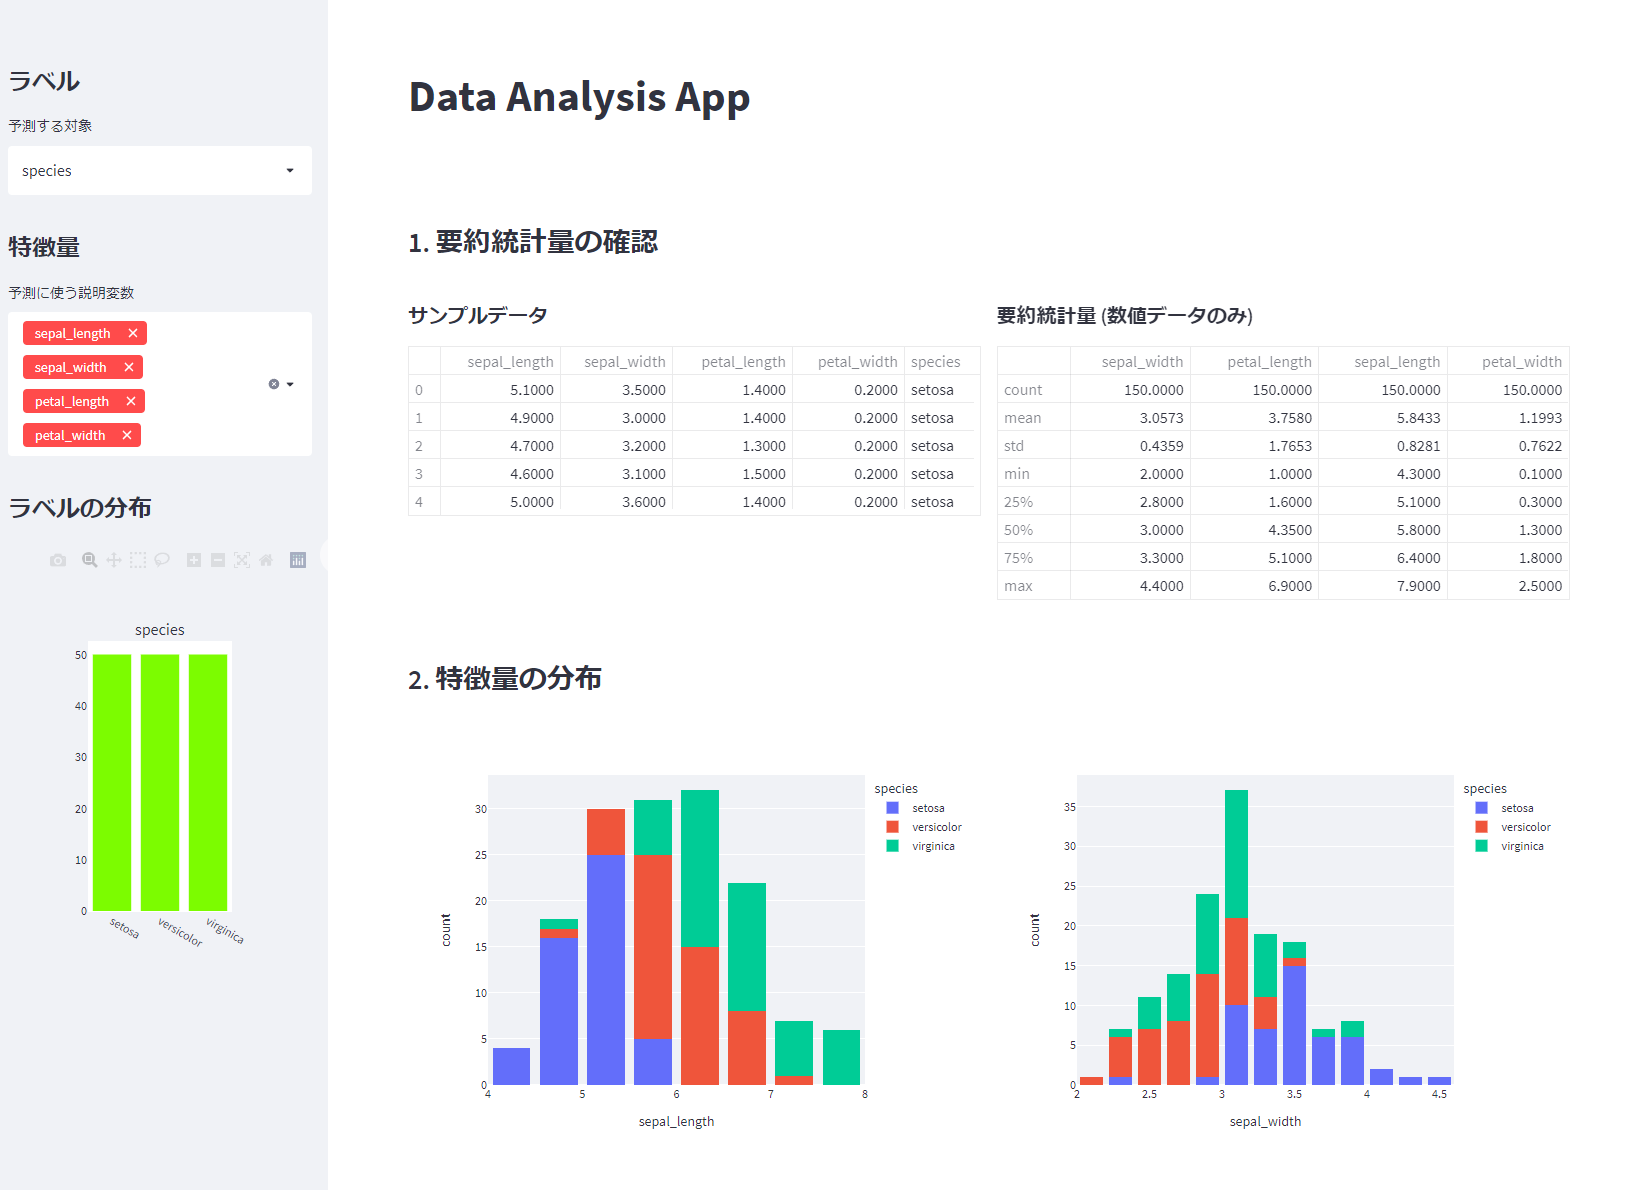 ラベル
予測する対象
species
特徴量
予測に使う説明変数
sepal_length
sepal_width
petal_length
petal_width
ラベルの分布
species
50
40
30
20
10
0
setosa versicolor virginica
Data Analysis App
1. 要約統計量の確認
サンプルデータ
sepal_length sepal_width petal_length petal_width species
0 5.1000 3.5000 1.4000 0.2000 setosa
1 4.9000 3.0000 1.4000 0.2000 setosa
2 4.7000 3.2000 1.3000 0.2000 setosa
3 4.6000 3.1000 1.5000 0.2000 setosa
4 5.0000 3.6000 1.4000 0.2000 setosa
要約統計量 (数値データのみ)
sepal_width petal_length sepal_length petal_width
count 150.0000 150.0000 150.0000 150.0000
mean 3.0573 3.7580 5.8433 1.1993
std 0.4359 1.7653 0.8281 0.7622
min 2.0000 1.0000 4.3000 0.1000
25% 2.8000 1.6000 5.1000 0.3000
50% 3.0000 4.3500 5.8000 1.3000
75% 3.3000 5.1000 6.4000 1.8000
max 4.4000 6.9000 7.9000 2.5000
2. 特徴量の分布
count
30
25
20
15
10
5
0
4 5 6 7 8
sepal_length
species
setosa
versicolor
virginica
count
35
30
25
20
15
10
5
0
2 2.5 3 3.5 4 4.5
sepal_width
species
setosa
versicolor
virginica